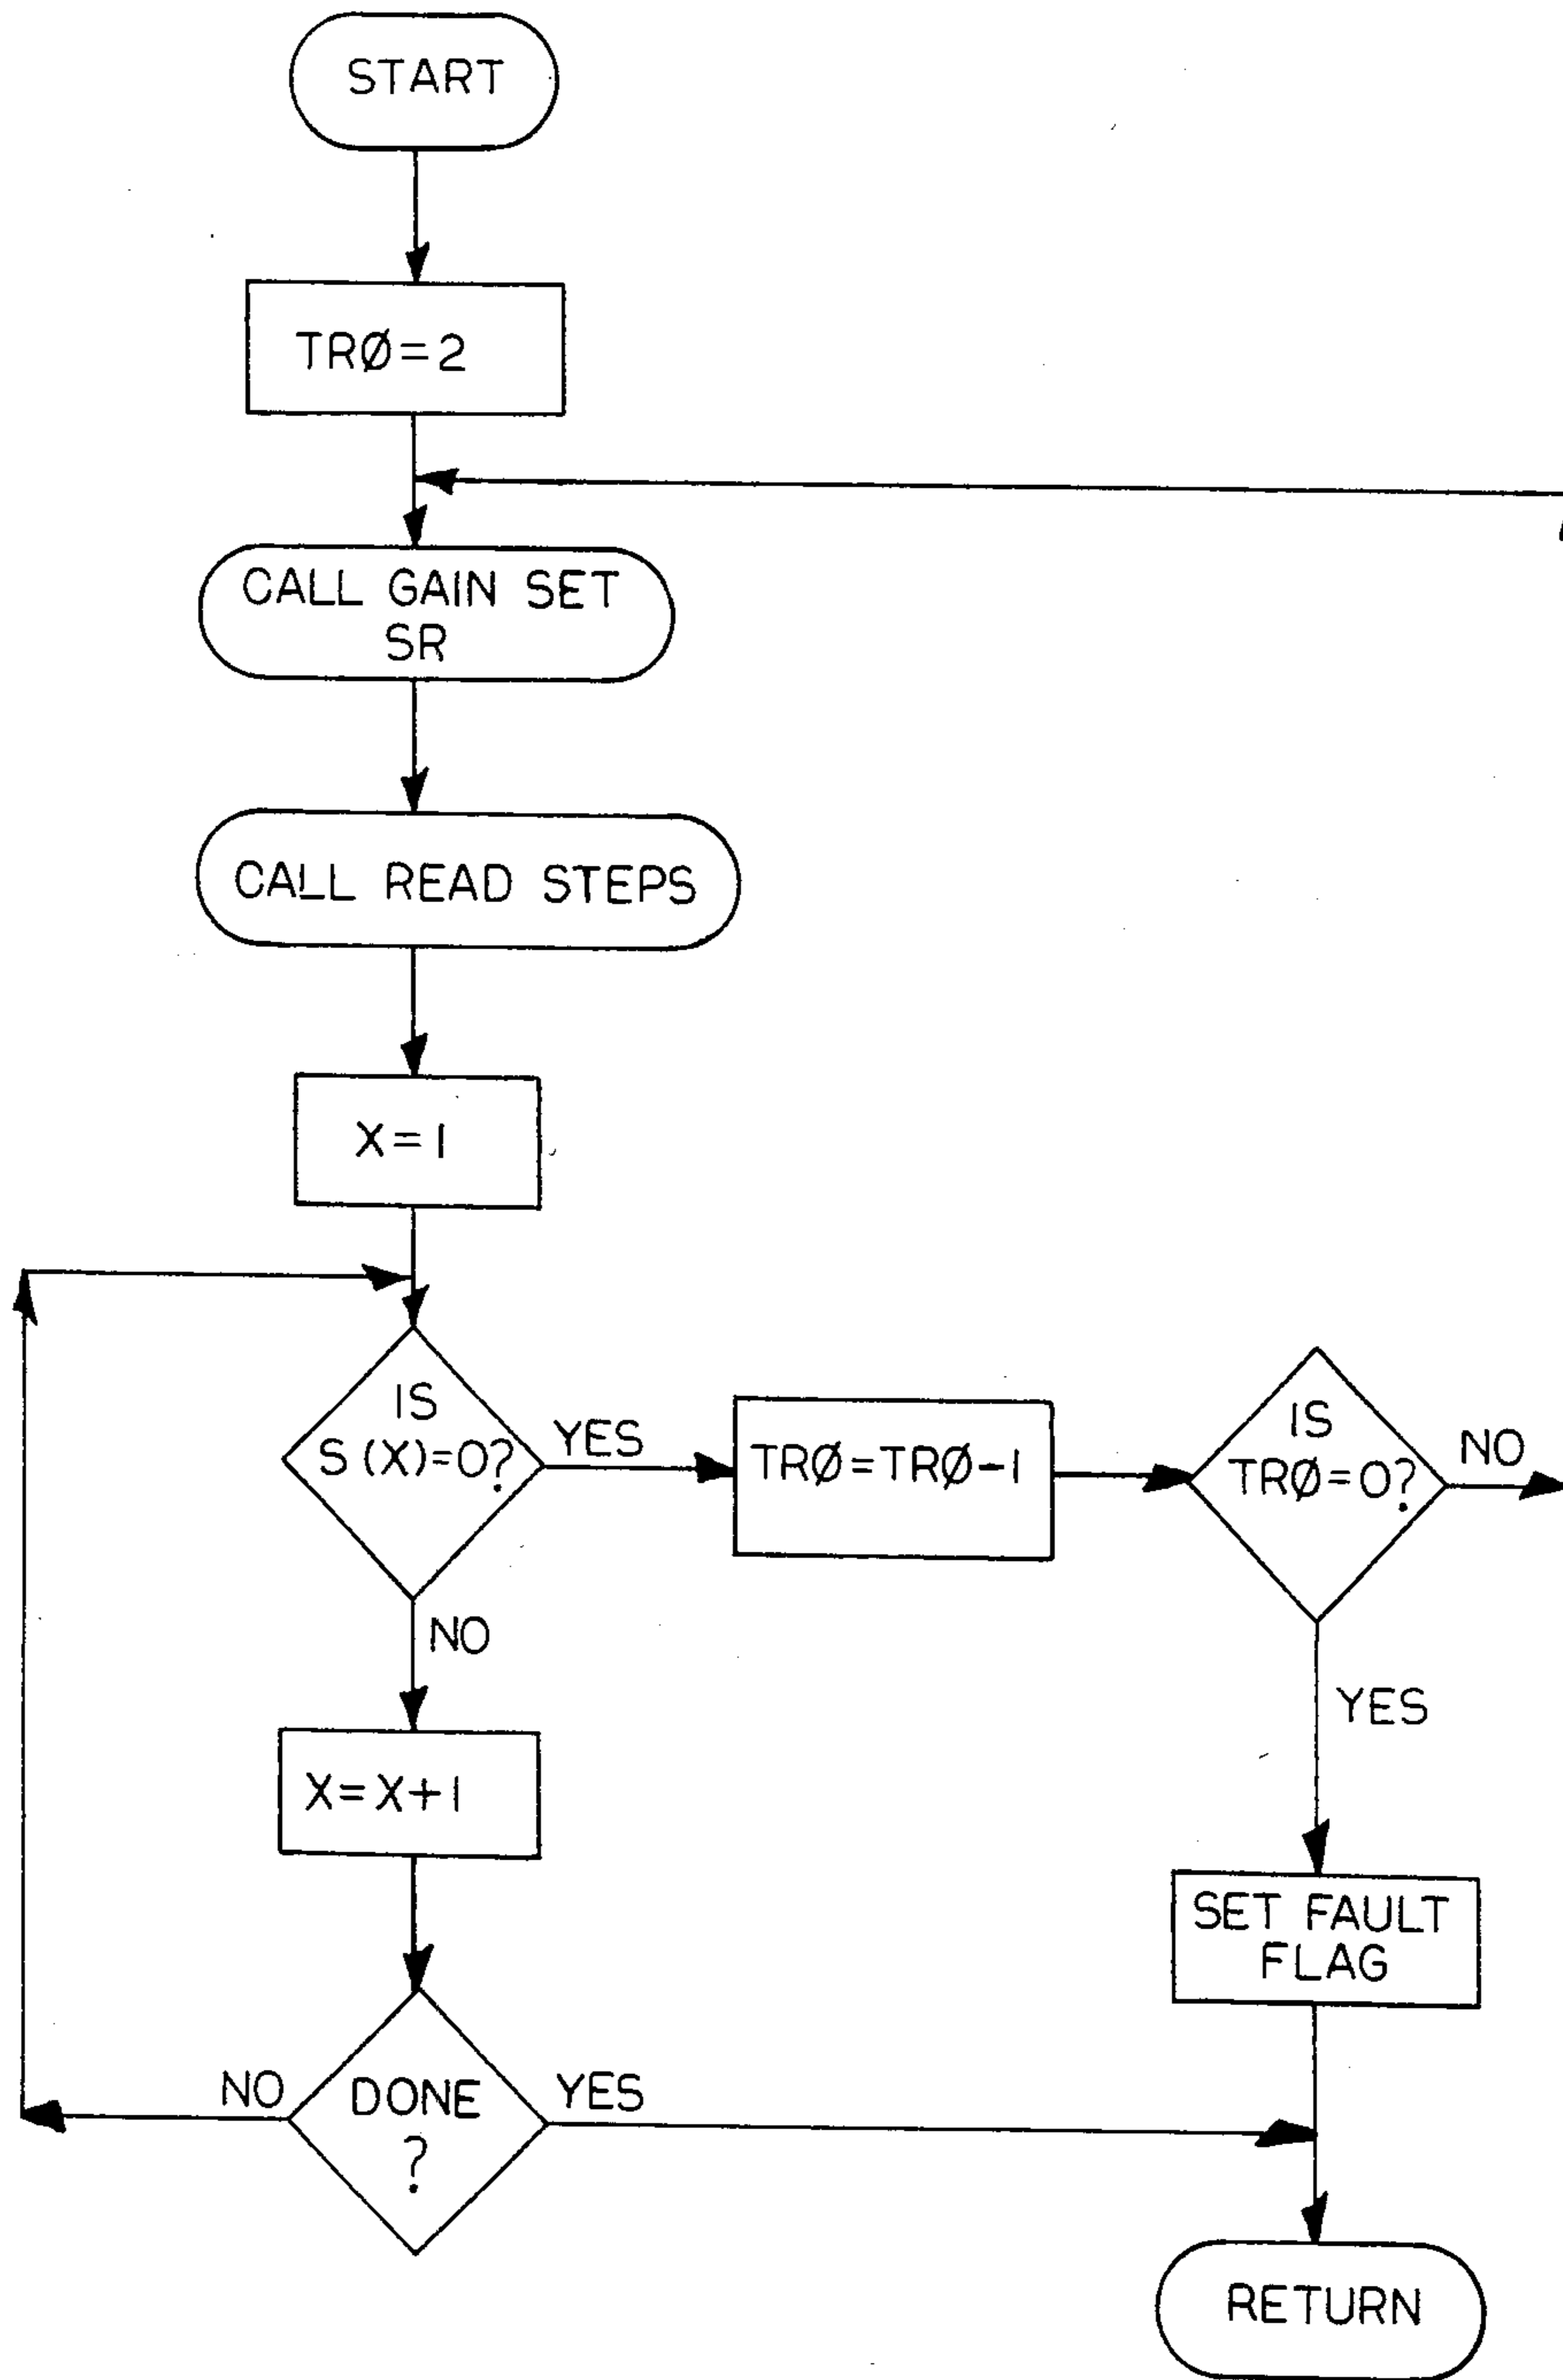 START
TRØ=2
CALL GAIN SET
SR
CALL READ STEPS
X=1
IS
S(X)=0?
YES
TRØ=TRØ-1
IS
TRØ=0?
NO
NO
YES
X=X+1
SET FAULT
FLAG
NO
DONE
?
YES
RETURN